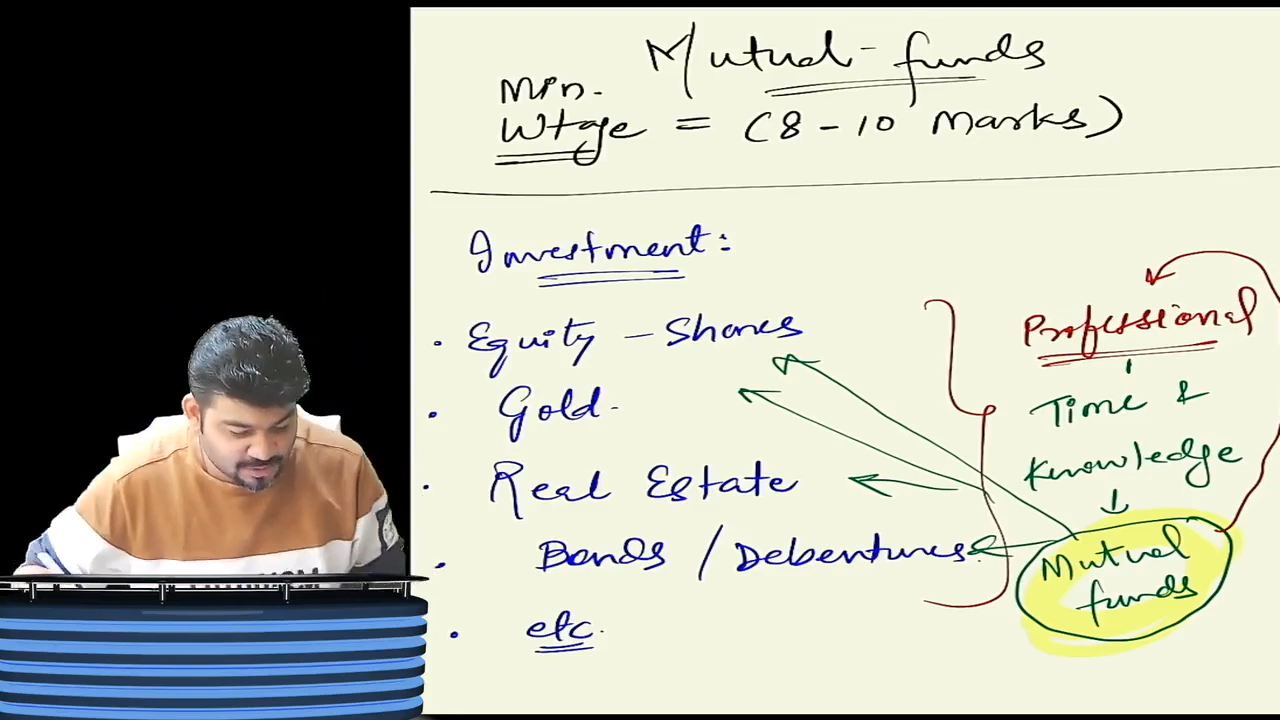 Mutual funds
Min.
Wtage = (8-10 Marks)
Investment:
• Equity - Shares
• Gold.
• Real Estate
• Bonds / Debentures.
• etc.
Professional
Time &
Knowledge
Mutual
funds